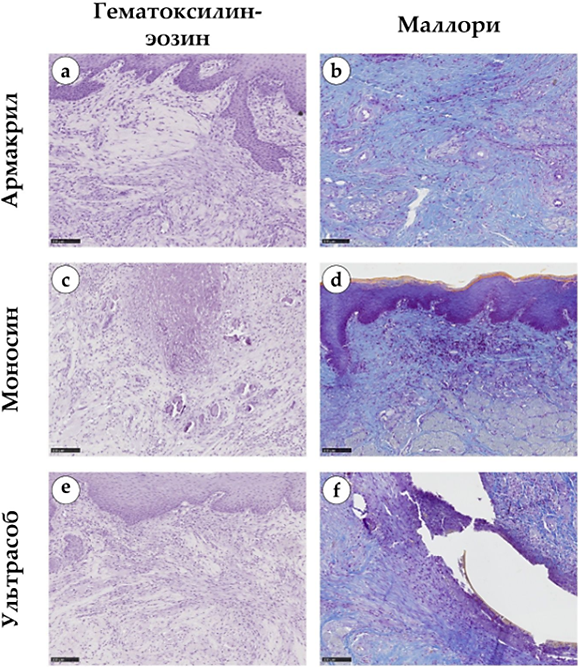 Гематоксилин-
эозин
Маллори
Армакрил
a
b
Моносин
c
d
Ультрасоб
e
f